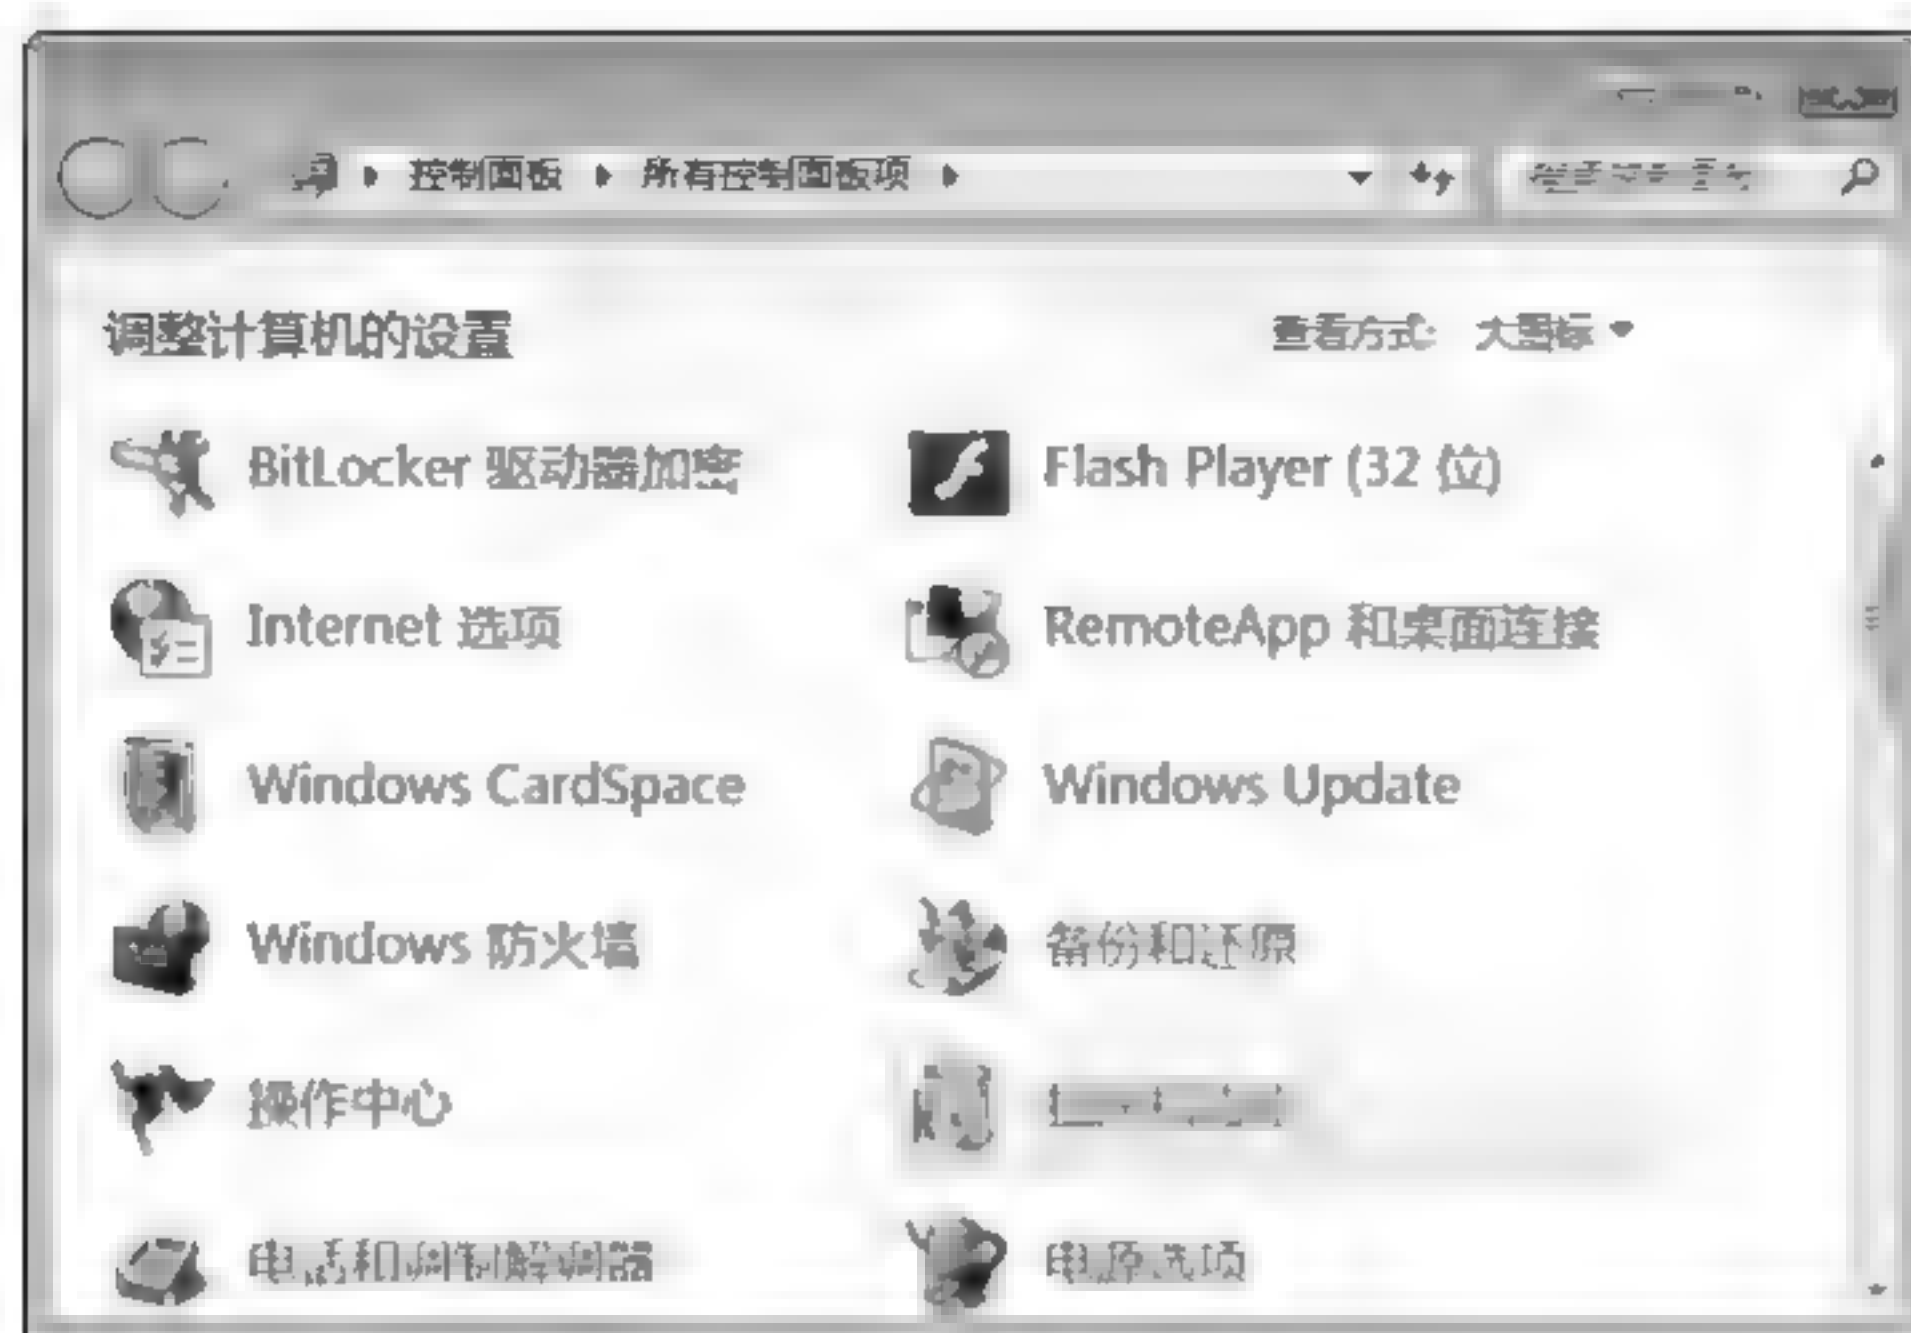 控制面板 所有控制面板项
调整计算机的设置 查看方式: 大图标
BitLocker 驱动器加密 Flash Player (32 位)
Internet 选项 RemoteApp 和桌面连接
Windows CardSpace Windows Update
Windows 防火墙 备份和还原
操作中心
电话和调制解调器 电源选项